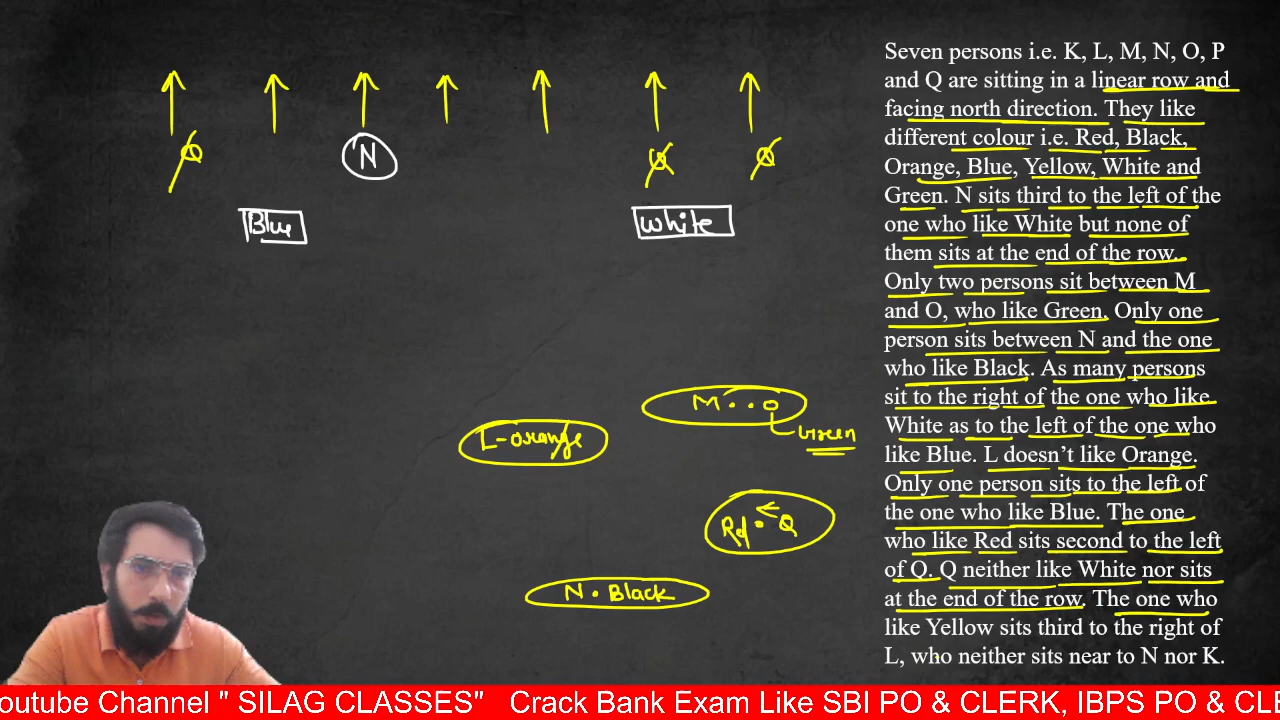 Seven persons i.e. K, L, M, N, O, P
and Q are sitting in a linear row and
facing north direction. They like
different colour i.e. Red, Black,
Orange, Blue, Yellow, White and
Green. N sits third to the left of the
one who like White but none of
them sits at the end of the row.
Only two persons sit between M
and O, who like Green. Only one
person sits between N and the one
who like Black. As many persons
sit to the right of the one who like
White as to the left of the one who
like Blue. L doesn't like Orange.
Only one person sits to the left of
the one who like Blue. The one
who like Red sits second to the left
of Q. Q neither like White nor sits
at the end of the row. The one who
like Yellow sits third to the right of
L, who neither sits near to N nor K.
Q N Q Q
Blue White
M . . O
Green
L-orange
Red . Q
N . Black
outube Channel " SILAG CLASSES" Crack Bank Exam Like SBI PO & CLERK, IBPS PO & CLE